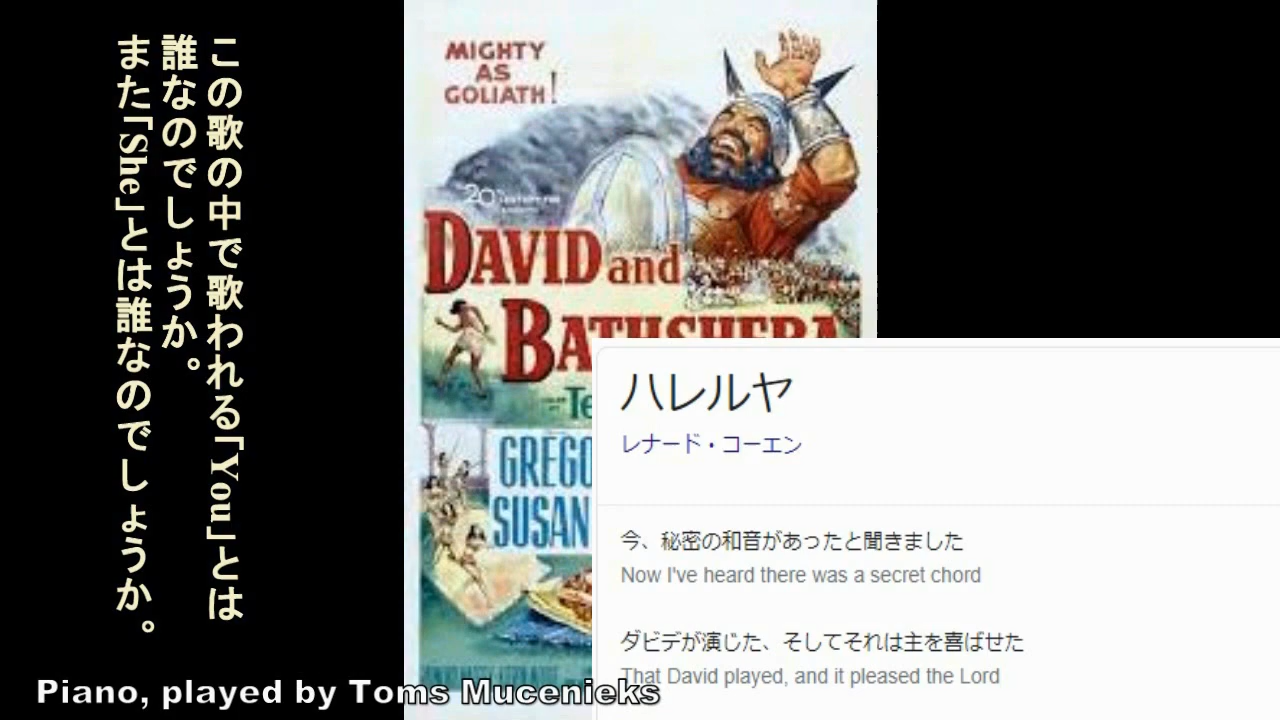 この歌の中で歌われる「You」とは
誰なのでしょうか。
また「She」とは誰なのでしょうか。
MIGHTY
AS
GOLIATH!
20
DAVID and
BATHSHEBA
ハレルヤ
レナード・コーエン
今、秘密の和音があったと聞きました
Now I've heard there was a secret chord
ダビデが演じた、そしてそれは主を喜ばせた
That David played, and it pleased the Lord
GREGO
SUSAN
Piano, played by Toms Mucenieks